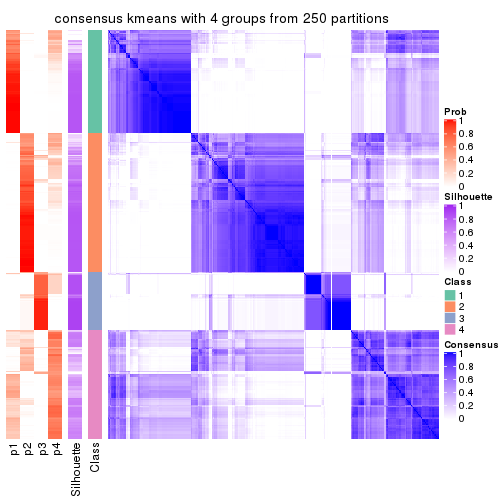 consensus kmeans with 4 groups from 250 partitions
Prob
1
0.8
0.6
0.4
0.2
0
Silhouette
1
0.8
0.6
0.4
0.2
0
Class
1
2
3
4
Consensus
1
0.8
0.6
0.4
0.2
0
p1
p2
p3
p4
Silhouette
Class